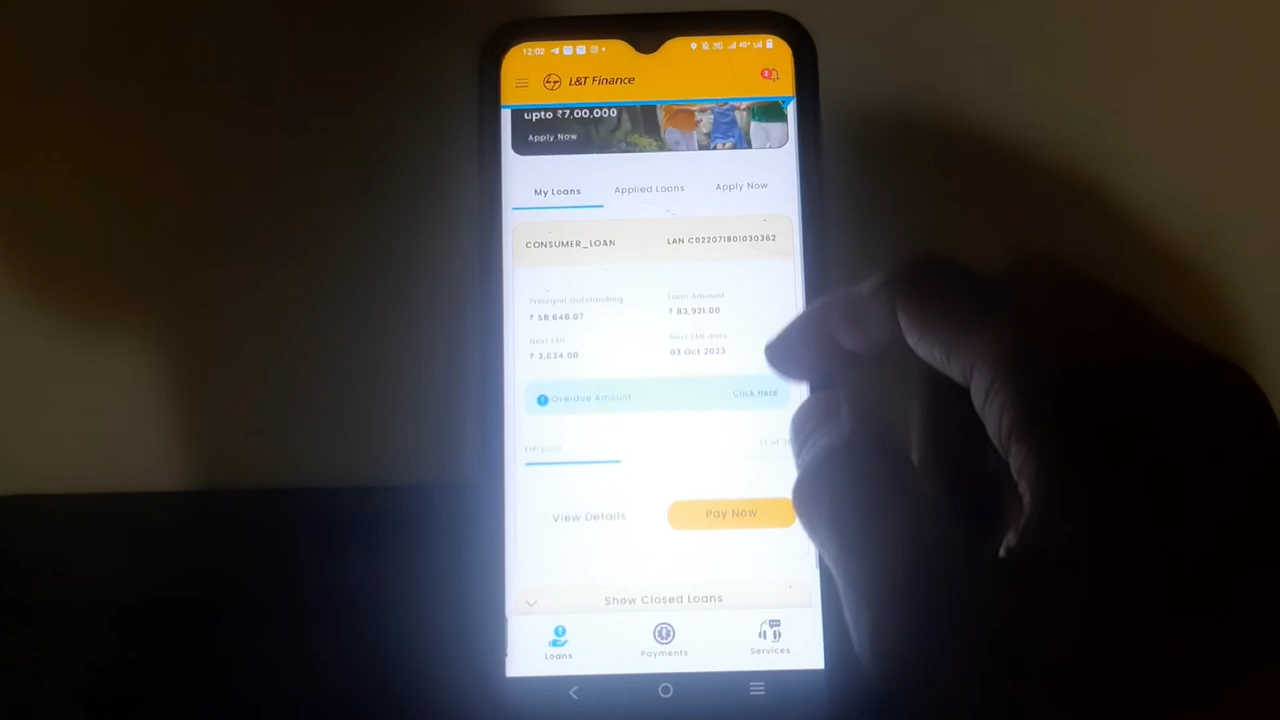 12:02
L&T Finance
2
upto ₹7,00,000
Apply Now
My Loans Applied Loans Apply Now
CONSUMER_LOAN LAN C022071801030362
Principal Outstanding Loan Amount
₹ 58,648.07 ₹ 83,921.00
Next EMI Next EMI date
₹ 3,034.00 03 Oct 2023
Overdue Amount Click Here
EMI paid of
View Details Pay Now
Show Closed Loans
Loans Payments Services